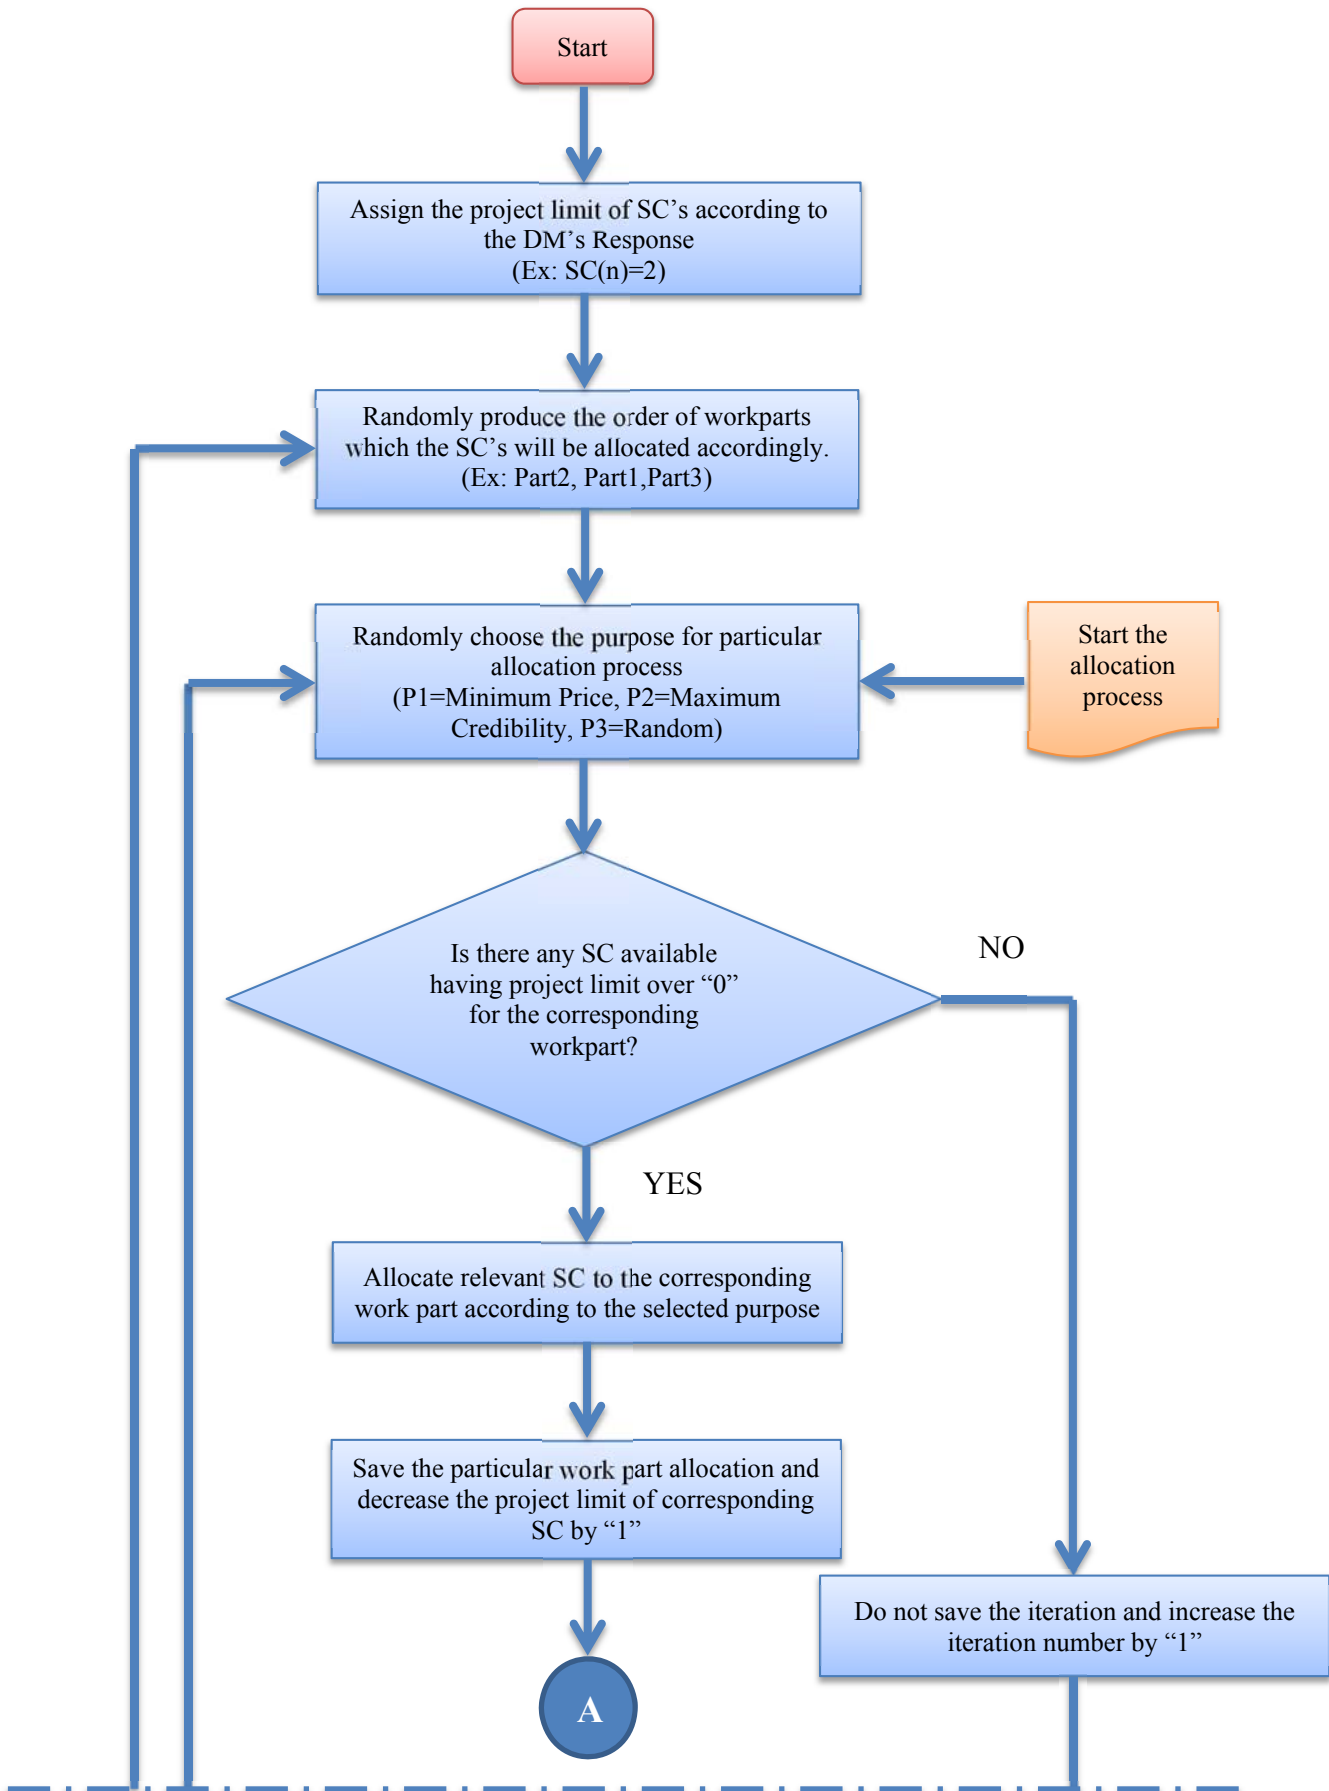 Start
Assign the project limit of SC’s according to
the DM’s Response
(Ex: SC(n)=2)
Randomly produce the order of workparts
which the SC’s will be allocated accordingly.
(Ex: Part2, Part1,Part3)
Randomly choose the purpose for particular
allocation process
(P1=Minimum Price, P2=Maximum
Credibility, P3=Random)
Start the
allocation
process
Is there any SC available
having project limit over “0”
for the corresponding
workpart?
NO
YES
Allocate relevant SC to the corresponding
work part according to the selected purpose
Save the particular work part allocation and
decrease the project limit of corresponding
SC by “1”
Do not save the iteration and increase the
iteration number by “1”
A